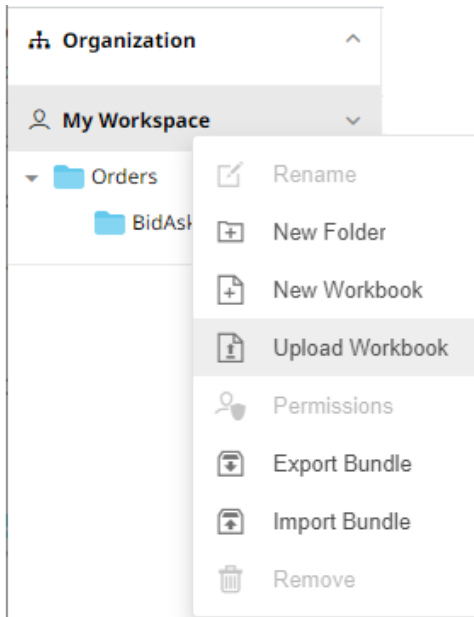 Organization
My Workspace
Orders
BidAsk
Rename
New Folder
New Workbook
Upload Workbook
Permissions
Export Bundle
Import Bundle
Remove